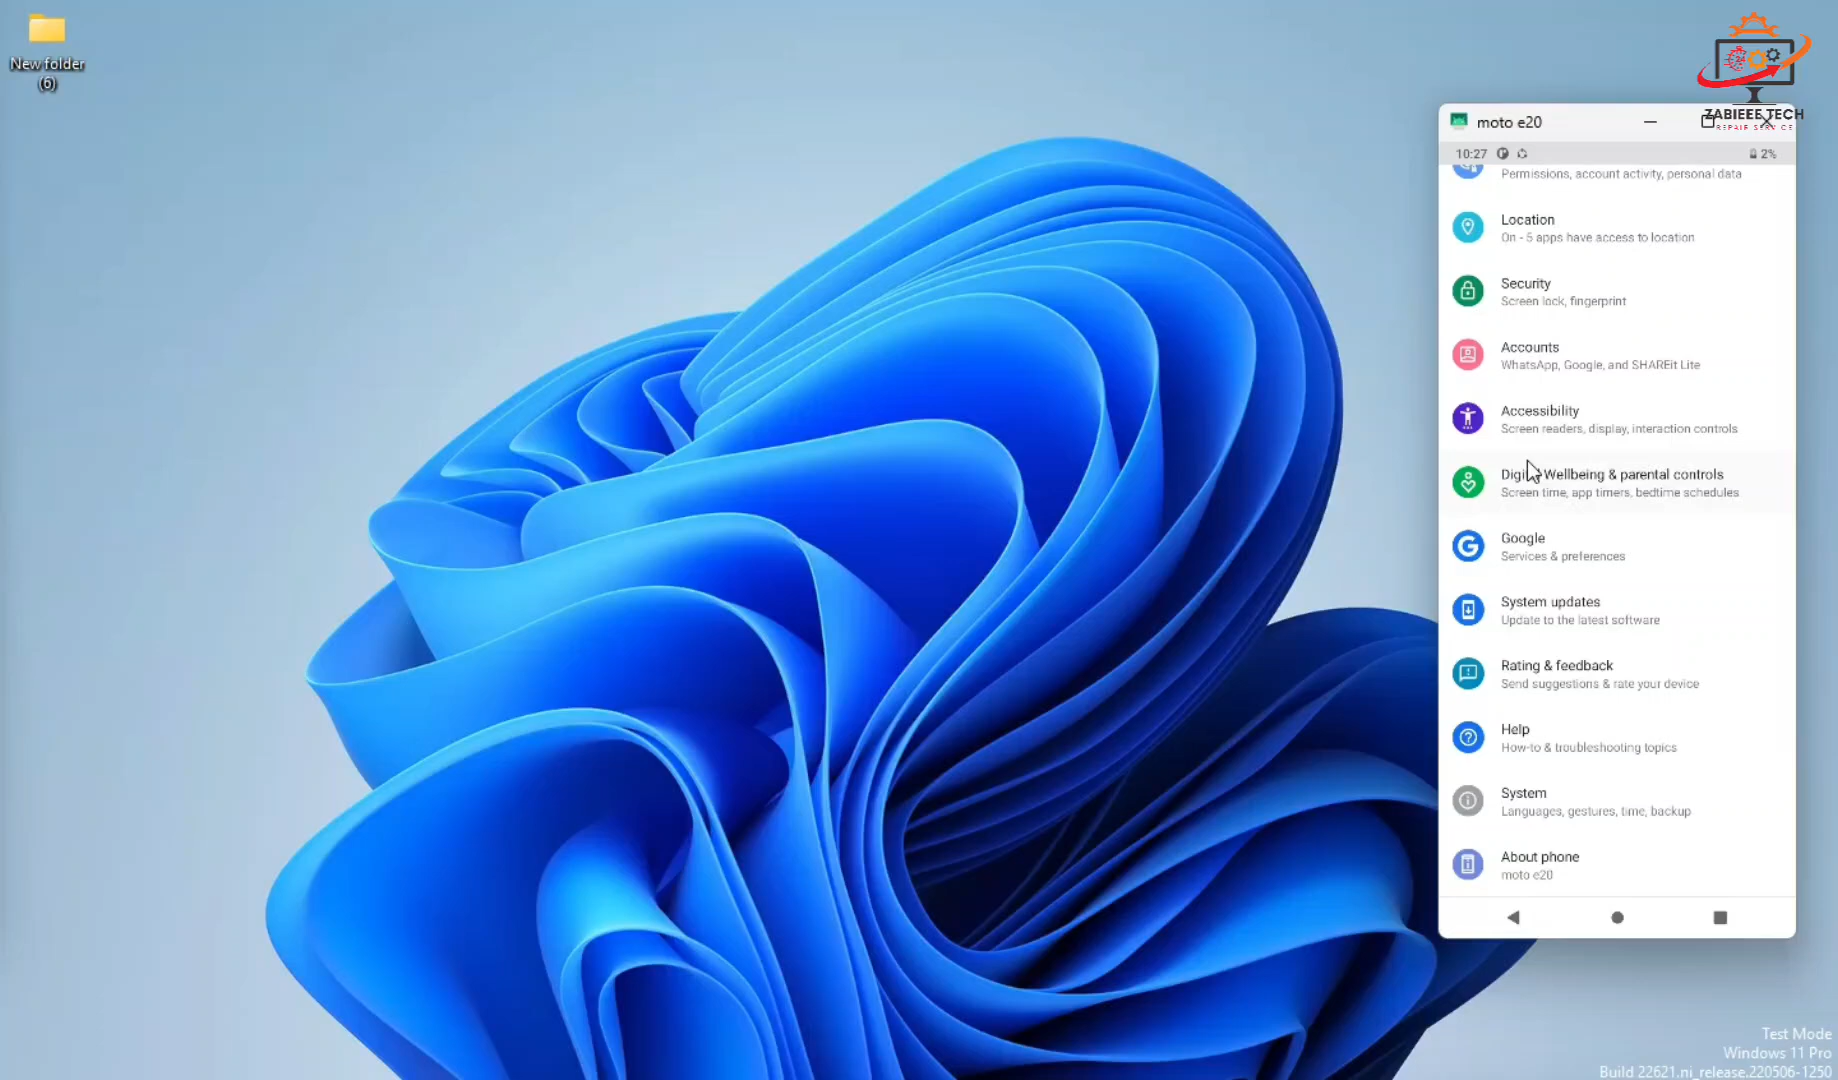 New folder
(6)
ZABIEEE TECH
REPAIR SERVICE
moto e20
10:27
2%
Permissions, account activity, personal data
Location
On - 5 apps have access to location
Security
Screen lock, fingerprint
Accounts
WhatsApp, Google, and SHAREit Lite
Accessibility
Screen readers, display, interaction controls
Digital Wellbeing & parental controls
Screen time, app timers, bedtime schedules
Google
Services & preferences
System updates
Update to the latest software
Rating & feedback
Send suggestions & rate your device
Help
How-to & troubleshooting topics
System
Languages, gestures, time, backup
About phone
moto e20
Test Mode
Windows 11 Pro
Build 22621.ni_release.220506-1250